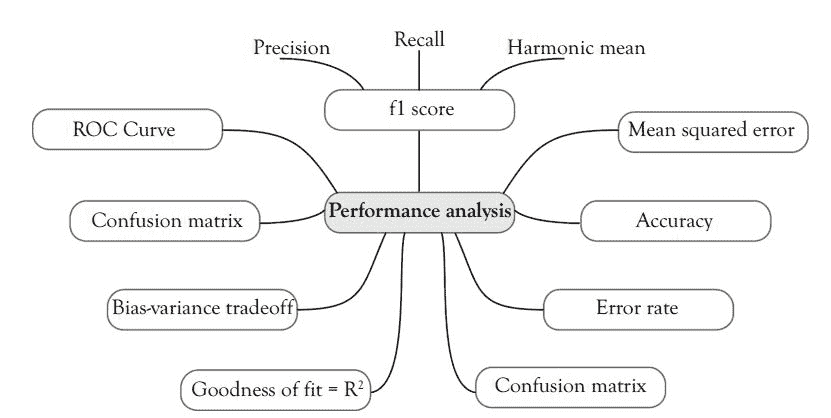 Precision
Recall
Harmonic mean
f1 score
ROC Curve
Mean squared error
Performance analysis
Confusion matrix
Accuracy
Bias-variance tradeoff
Error rate
Goodness of fit = R²
Confusion matrix